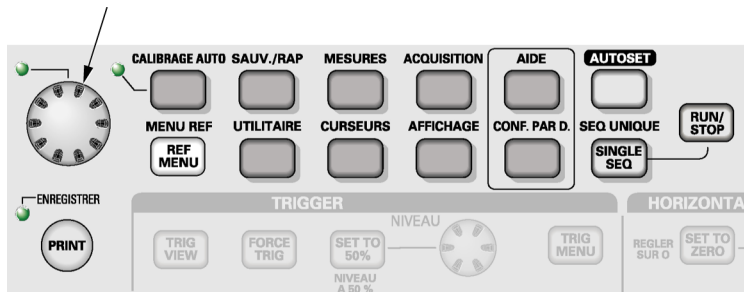 CALIBRAGE AUTO SAUV./RAP MESURES ACQUISITION AIDE AUTOSET
MENU REF UTILITAIRE CURSEURS AFFICHAGE CONF. PAR D. SEQ UNIQUE
RUN/
STOP
REF
MENU
SINGLE
SEQ
ENREGISTRER
PRINT
TRIGGER
HORIZONTA
NIVEAU
TRIG
VIEW
FORCE
TRIG
SET TO
50%
TRIG
MENU
REGLER
SUR O
SET TO
ZERO
NIVEAU
A 50 %